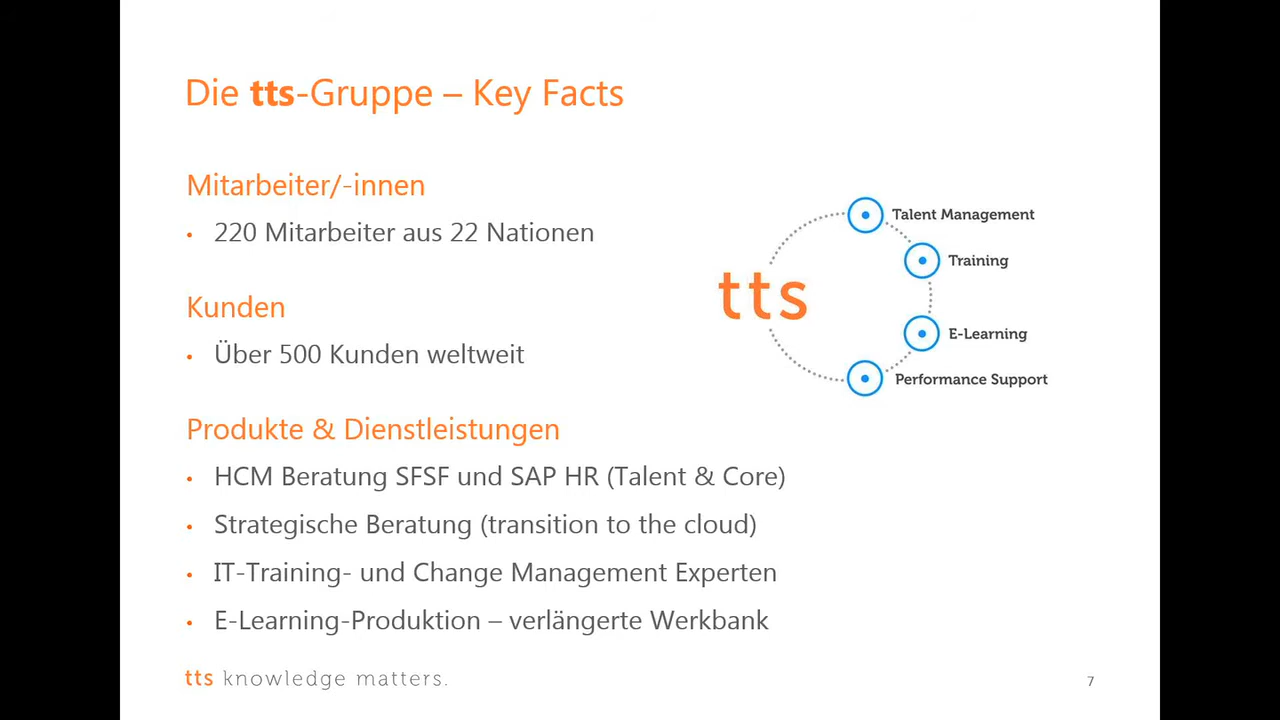 Die tts-Gruppe – Key Facts
Mitarbeiter/-innen
• 220 Mitarbeiter aus 22 Nationen
Kunden
• Über 500 Kunden weltweit
Produkte & Dienstleistungen
• HCM Beratung SFSF und SAP HR (Talent & Core)
• Strategische Beratung (transition to the cloud)
• IT-Training- und Change Management Experten
• E-Learning-Produktion – verlängerte Werkbank
tts
Talent Management
Training
E-Learning
Performance Support
tts knowledge matters.
7